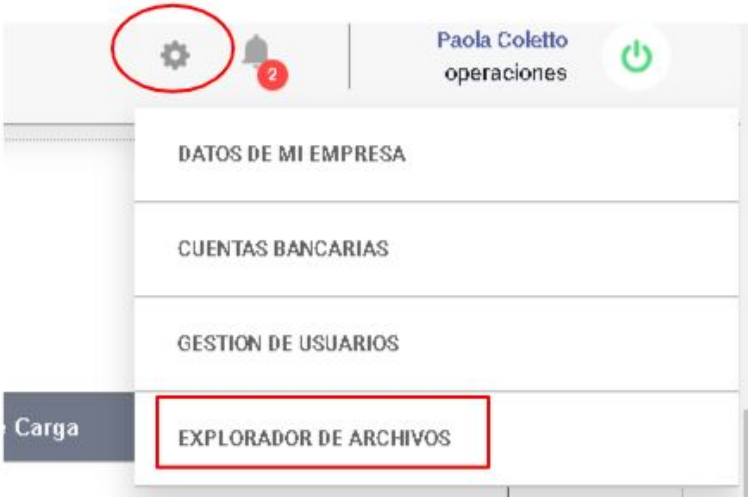 2
Paola Coletto
operaciones
DATOS DE MI EMPRESA
CUENTAS BANCARIAS
GESTION DE USUARIOS
Carga
EXPLORADOR DE ARCHIVOS